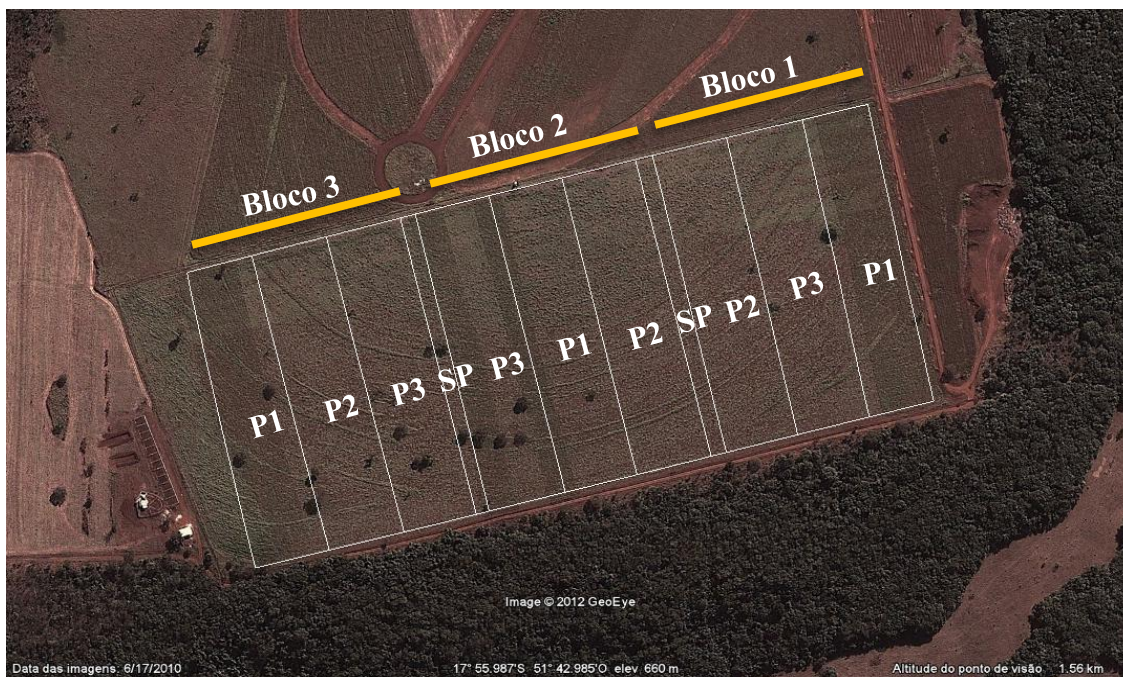 Bloco 1
Bloco 2
Bloco 3
P1
P2
P3
SP
P3
P1
P2
SP
P2
P3
P1
Image © 2012 GeoEye
Data das imagens: 6/17/2010
17° 55.987'S 51° 42.985'O elev 660 m
Altitude do ponto de visão 1.56 km